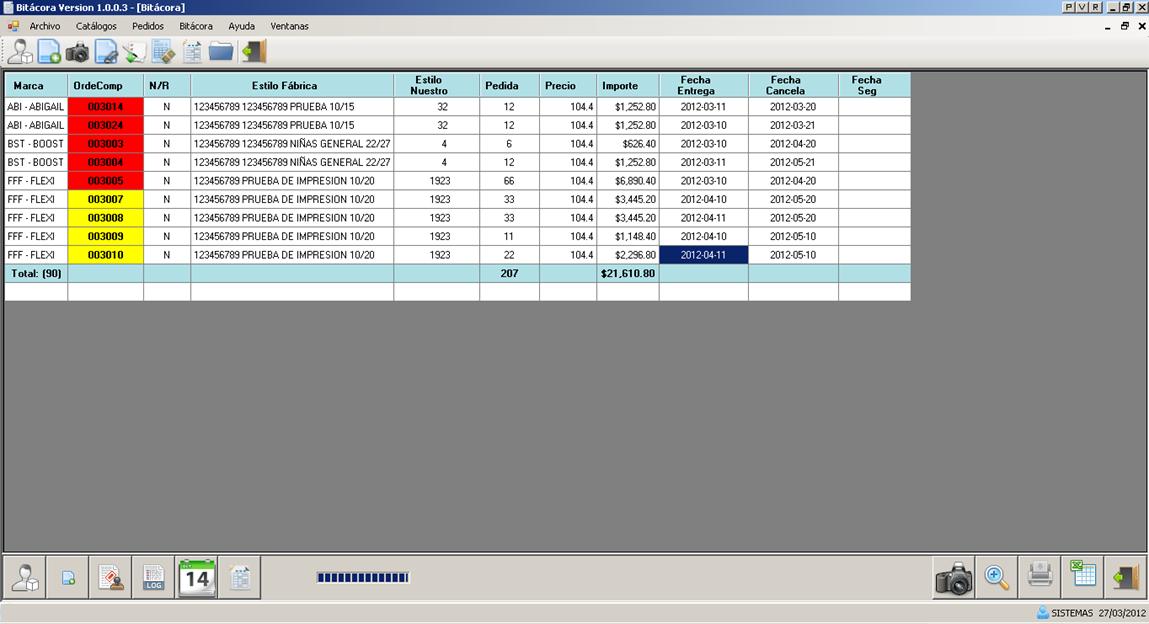 Bitácora Version 1.0.0.3 - [Bitácora]
P V R
Archivo Catálogos Pedidos Bitácora Ayuda Ventanas
Marca OrdeComp N/R Estilo Fábrica Estilo Nuestro Pedida Precio Importe Fecha Entrega Fecha Cancela Fecha Seg
ABI - ABIGAIL 003014 N 123456789 123456789 PRUEBA 10/15 32 12 104.4 $1,252.80 2012-03-11 2012-03-20
ABI - ABIGAIL 003024 N 123456789 123456789 PRUEBA 10/15 32 12 104.4 $1,252.80 2012-03-10 2012-03-21
BST - BOOST 003003 N 123456789 123456789 NIÑAS GENERAL 22/27 4 6 104.4 $626.40 2012-03-10 2012-04-20
BST - BOOST 003004 N 123456789 123456789 NIÑAS GENERAL 22/27 4 12 104.4 $1,252.80 2012-03-11 2012-05-21
FFF - FLEXI 003005 N 123456789 PRUEBA DE IMPRESION 10/20 1923 66 104.4 $6,890.40 2012-03-10 2012-04-20
FFF - FLEXI 003007 N 123456789 PRUEBA DE IMPRESION 10/20 1923 33 104.4 $3,445.20 2012-04-10 2012-05-20
FFF - FLEXI 003008 N 123456789 PRUEBA DE IMPRESION 10/20 1923 33 104.4 $3,445.20 2012-04-11 2012-05-20
FFF - FLEXI 003009 N 123456789 PRUEBA DE IMPRESION 10/20 1923 11 104.4 $1,148.40 2012-04-10 2012-05-10
FFF - FLEXI 003010 N 123456789 PRUEBA DE IMPRESION 10/20 1923 22 104.4 $2,296.80 2012-04-11 2012-05-10
Total: (90) 207 $21,610.80
LOG
14
SISTEMAS 27/03/2012